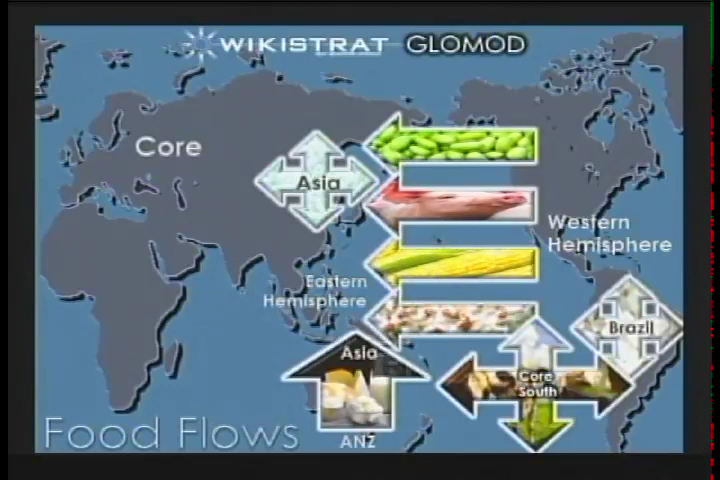 WIKISTRAT GLOMOD
Core
Asia
Western
Hemisphere
Eastern
Hemisphere
Brazil
Asia
Core
South
Food Flows
ANZ